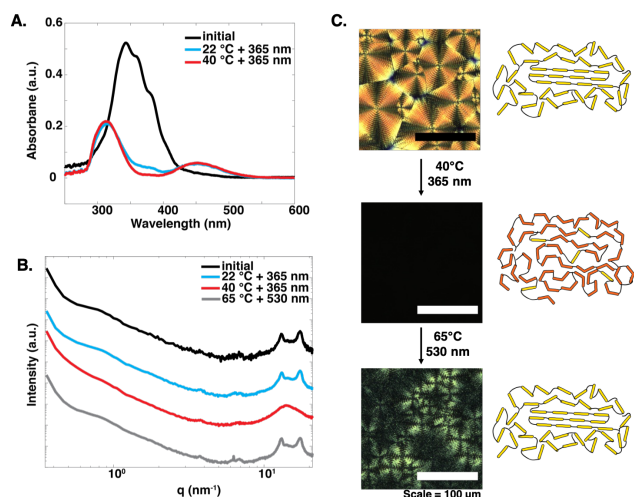 A.
0.6
0.4
0.2
0
Absorbane (a.u.)
initial
22 °C + 365 nm
40 °C + 365 nm
300
400
500
600
Wavelength (nm)
B.
Intensity (a.u.)
initial
22 °C + 365 nm
40 °C + 365 nm
65 °C + 530 nm
10⁰
10¹
q (nm⁻¹)
C.
40°C
365 nm
65°C
530 nm
Scale = 100 µm